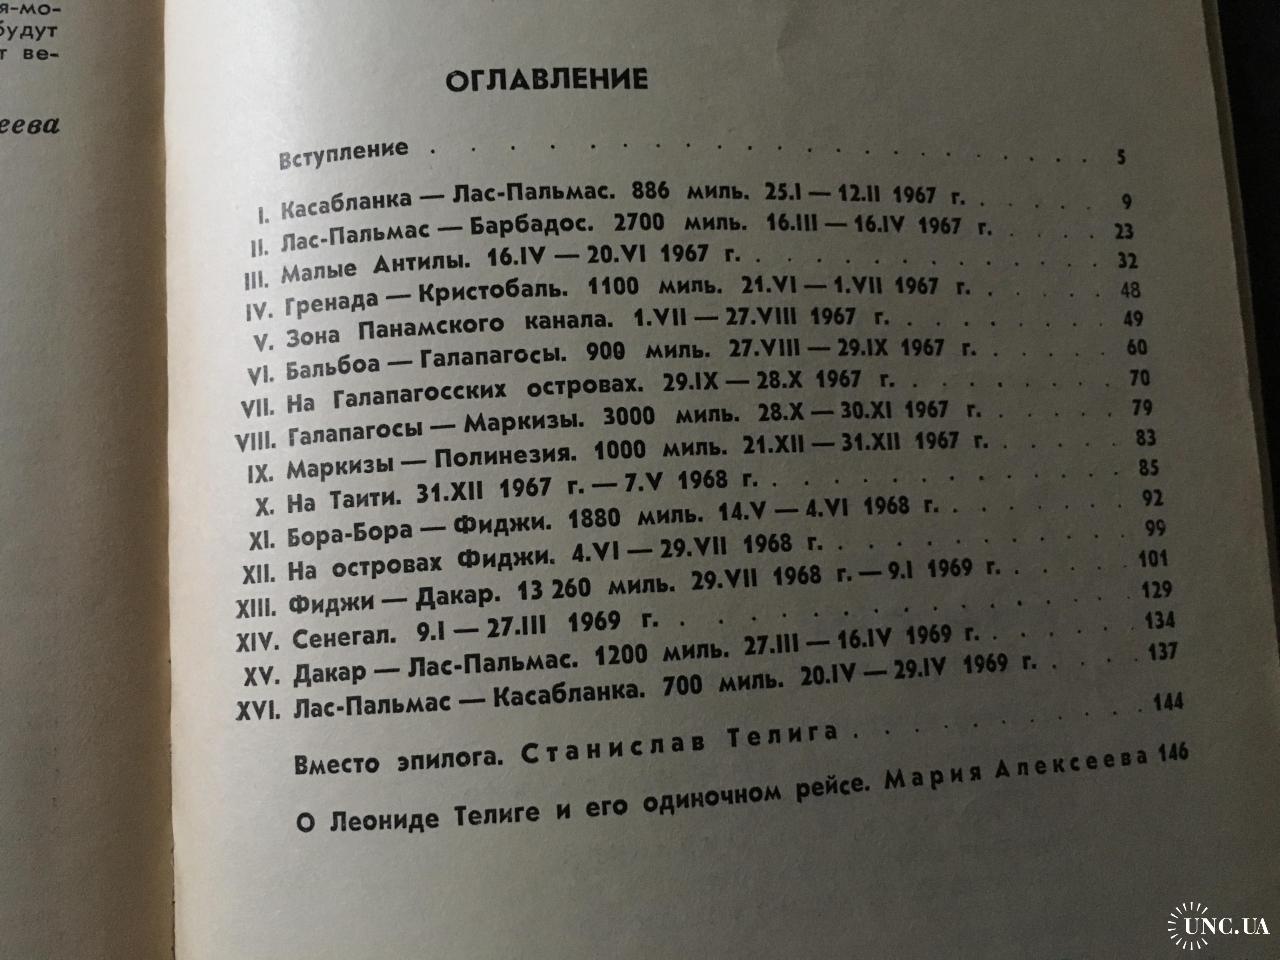 я-мо-
будут
т ве-
еева
ОГЛАВЛЕНИЕ
Вступление . . . . . . . . . . . . . . . . . . . 5
I. Касабланка — Лас-Пальмас. 886 миль. 25.I — 12.II 1967 г. . . . . . . 9
II. Лас-Пальмас — Барбадос. 2700 миль. 16.III — 16.IV 1967 г. . . . . 23
III. Малые Антилы. 16.IV — 20.VI 1967 г. . . . . . . . . . . . . 32
IV. Гренада — Кристобаль. 1100 миль. 21.VI — 1.VII 1967 г. . . . . . 48
V. Зона Панамского канала. 1.VII — 27.VIII 1967 г. . . . . . . . . 49
VI. Бальбоа — Галапагосы. 900 миль. 27.VIII — 29.IX 1967 г. . . . . . 60
VII. На Галапагосских островах. 29.IX — 28.X 1967 г. . . . . . . . . 70
VIII. Галапагосы — Маркизы. 3000 миль. 28.X — 30.XI 1967 г. . . . . . 79
IX. Маркизы — Полинезия. 1000 миль. 21.XII — 31.XII 1967 г. . . . . . 83
X. На Таити. 31.XII 1967 г. — 7.V 1968 г. . . . . . . . . . . . . 85
XI. Бора-Бора — Фиджи. 1880 миль. 14.V — 4.VI 1968 г. . . . . . . . 92
XII. На островах Фиджи. 4.VI — 29.VII 1968 г. . . . . . . . . . . 99
XIII. Фиджи — Дакар. 13 260 миль. 29.VII 1968 г. — 9.I 1969 г. . . . . . 101
XIV. Сенегал. 9.I — 27.III 1969 г. . . . . . . . . . . . . . . . 129
XV. Дакар — Лас-Пальмас. 1200 миль. 27.III — 16.IV 1969 г. . . . . . 134
XVI. Лас-Пальмас — Касабланка. 700 миль. 20.IV — 29.IV 1969 г. . . . . 137
Вместо эпилога. Станислав Телига . . . . . . . . . . 144
О Леониде Телиге и его одиночном рейсе. Мария Алексеева 146
UNC.UA